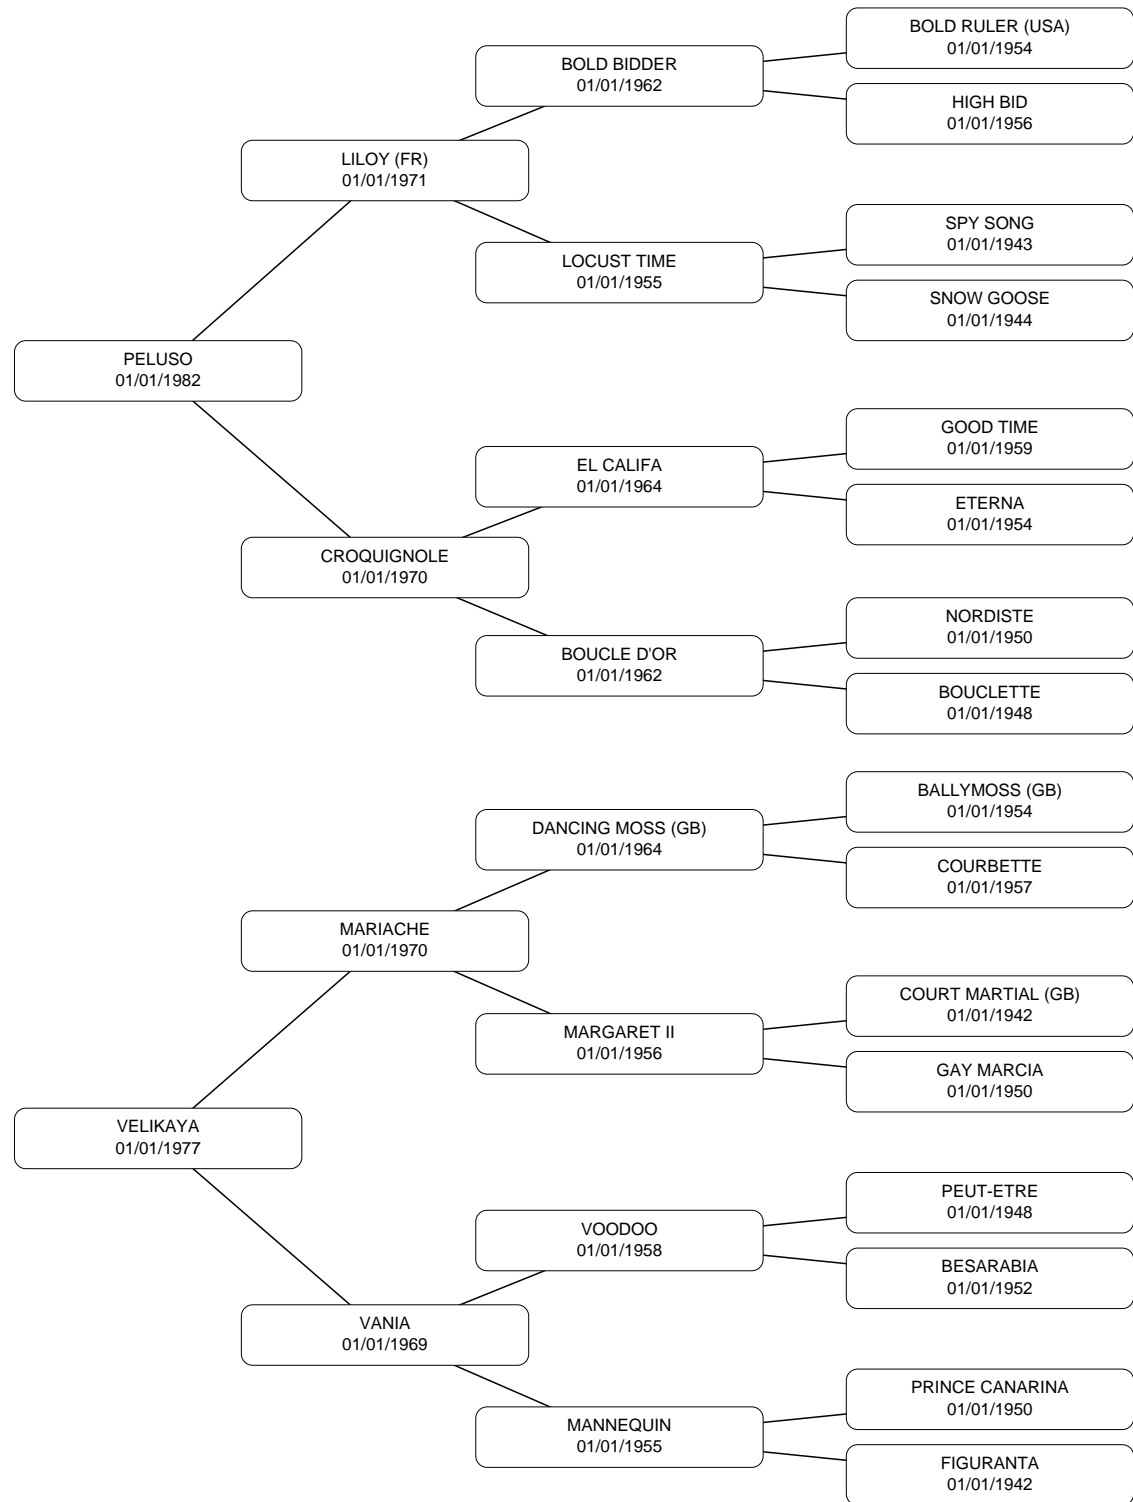 BOLD RULER (USA)
01/01/1954
BOLD BIDDER
01/01/1962
HIGH BID
01/01/1956
LILOY (FR)
01/01/1971
SPY SONG
01/01/1943
LOCUST TIME
01/01/1955
SNOW GOOSE
01/01/1944
PELUSO
01/01/1982
GOOD TIME
01/01/1959
EL CALIFA
01/01/1964
ETERNA
01/01/1954
CROQUIGNOLE
01/01/1970
NORDISTE
01/01/1950
BOUCLE D'OR
01/01/1962
BOUCLETTE
01/01/1948
BALLYMOSS (GB)
01/01/1954
DANCING MOSS (GB)
01/01/1964
COURBETTE
01/01/1957
MARIACHE
01/01/1970
COURT MARTIAL (GB)
01/01/1942
MARGARET II
01/01/1956
GAY MARCIA
01/01/1950
VELIKAYA
01/01/1977
PEUT-ETRE
01/01/1948
VOODOO
01/01/1958
BESARABIA
01/01/1952
VANIA
01/01/1969
PRINCE CANARINA
01/01/1950
MANNEQUIN
01/01/1955
FIGURANTA
01/01/1942